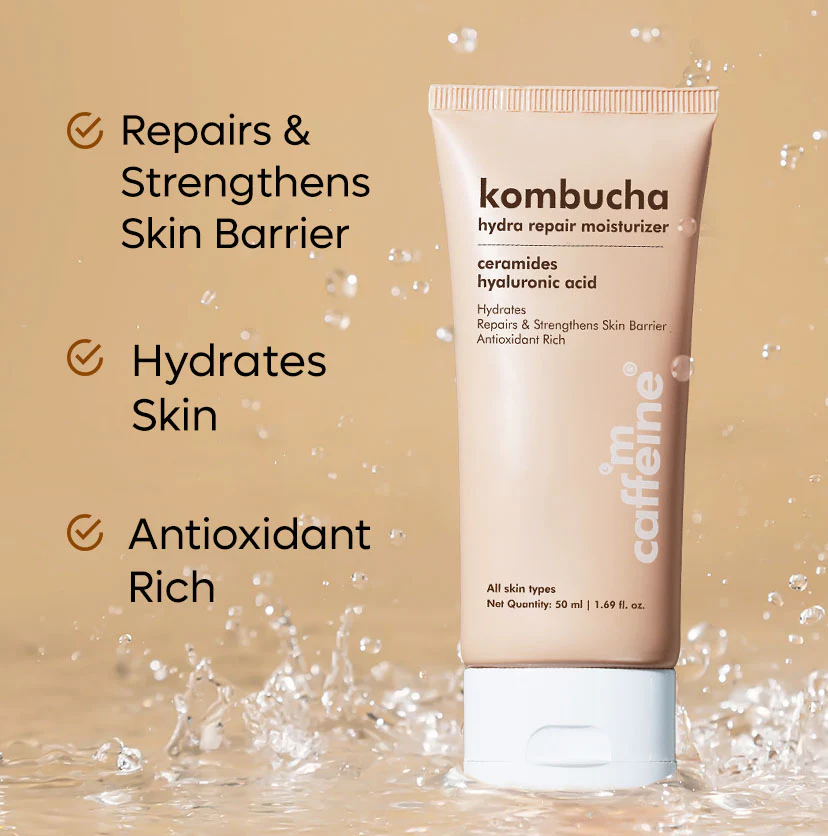 Repairs &
Strengthens
Skin Barrier
Hydrates
Skin
Antioxidant
Rich
kombucha
hydra repair moisturizer
ceramides
hyaluronic acid
Hydrates
Repairs & Strengthens Skin Barrier
Antioxidant Rich
m
caffeine
All skin types
Net Quantity: 50 ml | 1.69 fl. oz.